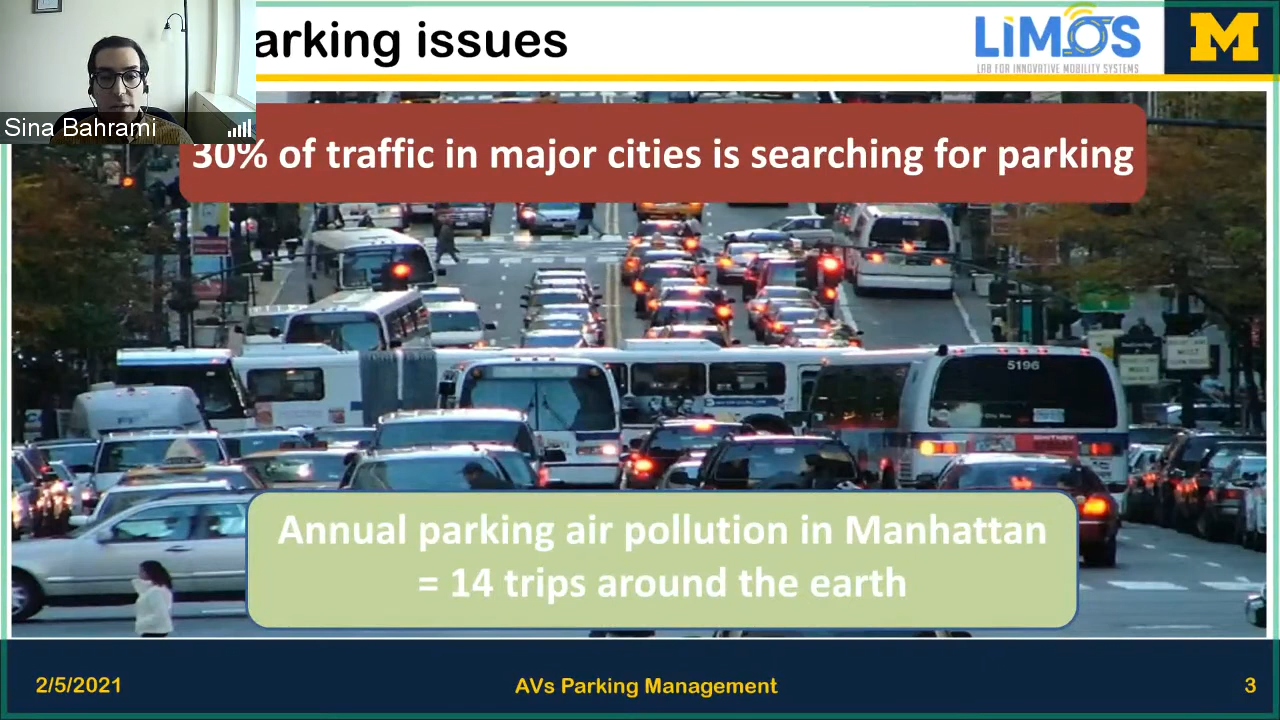 arking issues
LiMOS
LAB FOR INNOVATIVE MOBILITY SYSTEMS
M
Sina Bahrami
30% of traffic in major cities is searching for parking
5196
Annual parking air pollution in Manhattan
= 14 trips around the earth
2/5/2021
AVs Parking Management
3